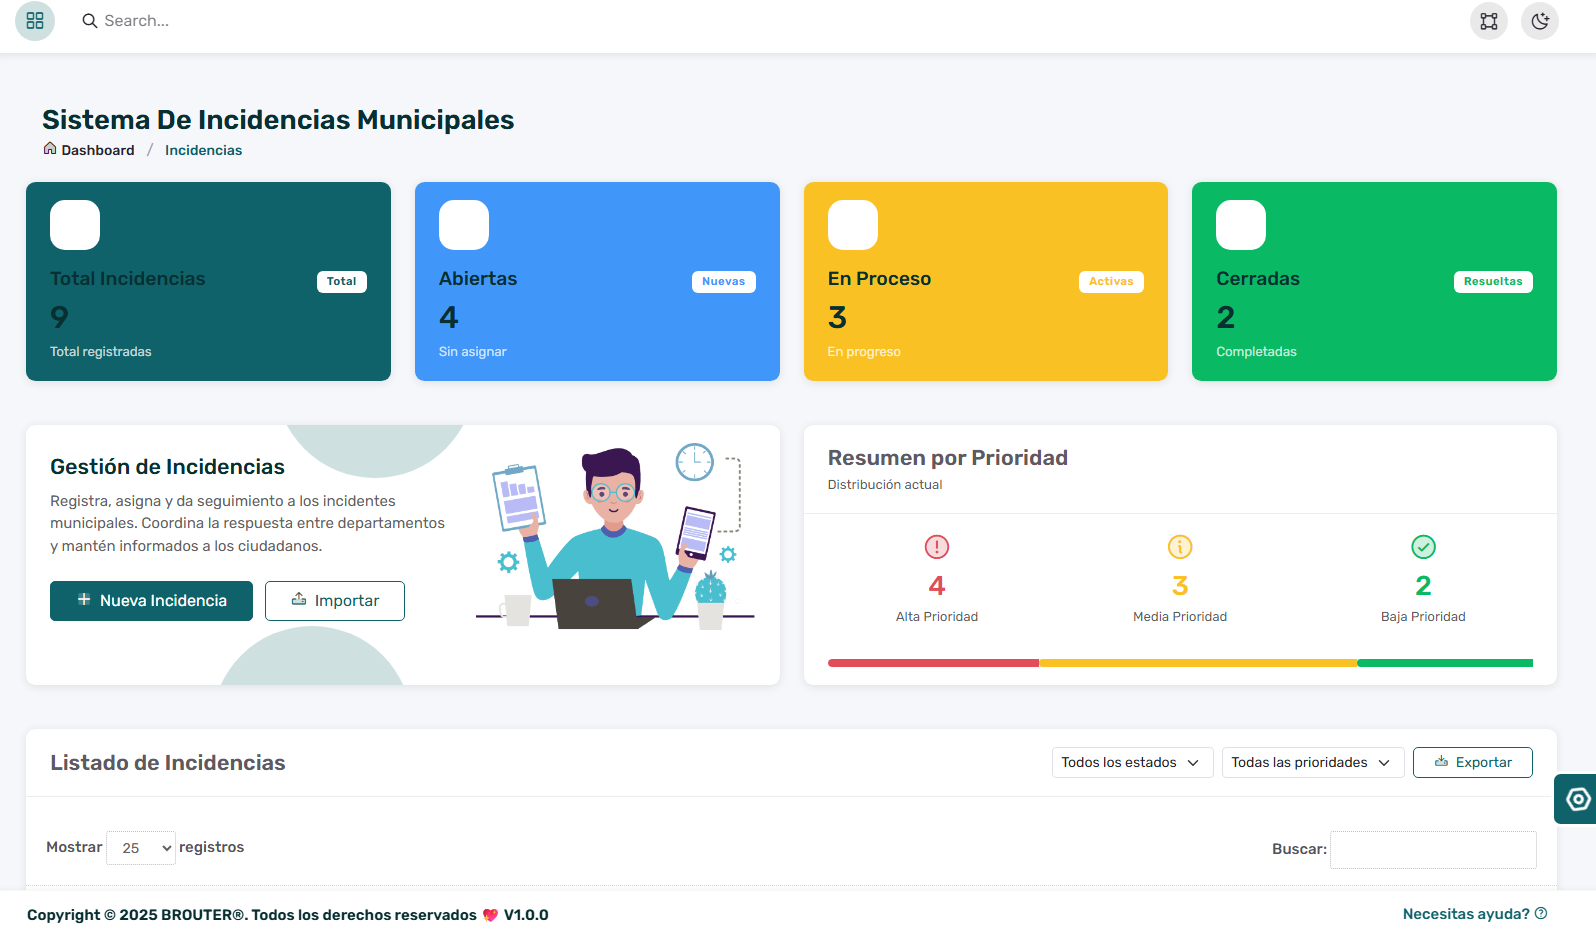 Search...
Sistema De Incidencias Municipales
Dashboard / Incidencias
Total Incidencias
Total
9
Total registradas
Abiertas
Nuevas
4
Sin asignar
En Proceso
Activas
3
En progreso
Cerradas
Resueltas
2
Completadas
Gestión de Incidencias
Registra, asigna y da seguimiento a los incidentes
municipales. Coordina la respuesta entre departamentos
y mantén informados a los ciudadanos.
Nueva Incidencia
Importar
Resumen por Prioridad
Distribución actual
4
Alta Prioridad
3
Media Prioridad
2
Baja Prioridad
Listado de Incidencias
Todos los estados
Todas las prioridades
Exportar
Mostrar 25 registros
Buscar:
Copyright © 2025 BROUTER®. Todos los derechos reservados 💖 V1.0.0
Necesitas ayuda?